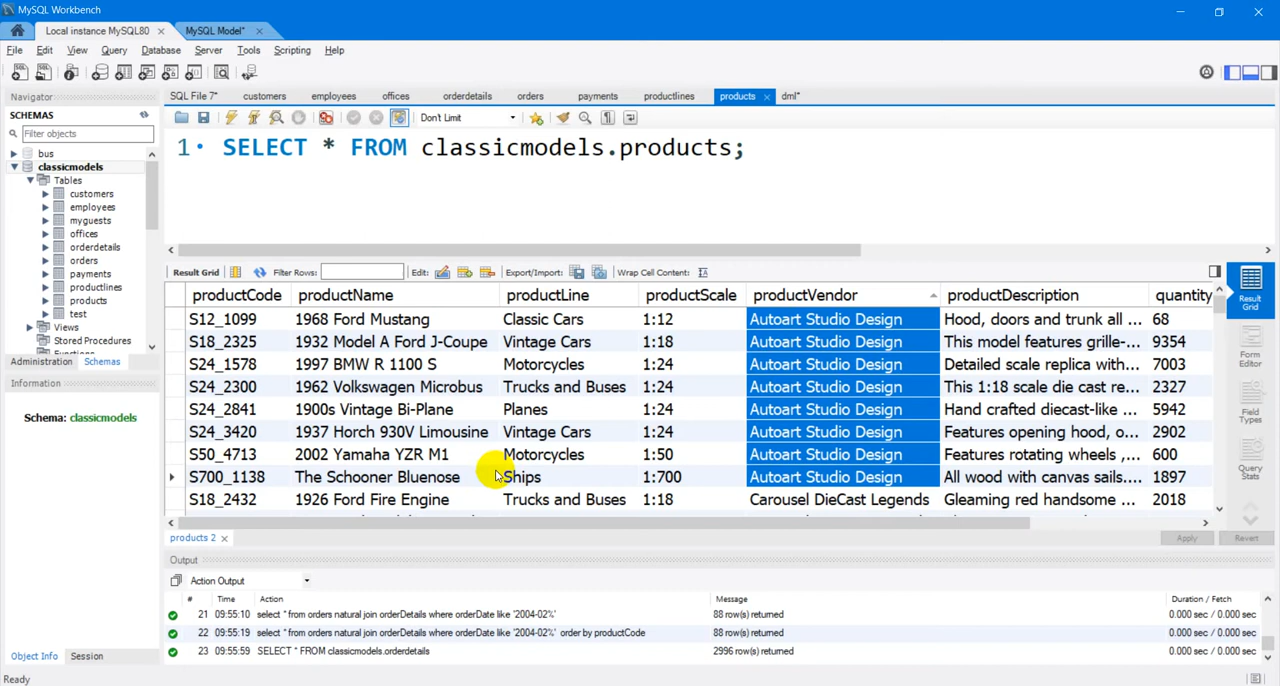 MySQL Workbench
Local instance MySQL80 MySQL Model*
File Edit View Query Database Server Tools Scripting Help
Navigator
SCHEMAS
Filter objects
bus
classicmodels
Tables
customers
employees
myguests
offices
orderdetails
orders
payments
productlines
products
test
Views
Stored Procedures
Administration Schemas
Information
Schema: classicmodels
Object Info Session
SQL File 7* customers employees offices orderdetails orders payments productlines products dml*
Don't Limit
1 SELECT * FROM classicmodels.products;
Result Grid Filter Rows: Edit: Export/Import: Wrap Cell Content:
productCode productName productLine productScale productVendor productDescription quantity
S12_1099 1968 Ford Mustang Classic Cars 1:12 Autoart Studio Design Hood, doors and trunk all ... 68
S18_2325 1932 Model A Ford J-Coupe Vintage Cars 1:18 Autoart Studio Design This model features grille-... 9354
S24_1578 1997 BMW R 1100 S Motorcycles 1:24 Autoart Studio Design Detailed scale replica with... 7003
S24_2300 1962 Volkswagen Microbus Trucks and Buses 1:24 Autoart Studio Design This 1:18 scale die cast re... 2327
S24_2841 1900s Vintage Bi-Plane Planes 1:24 Autoart Studio Design Hand crafted diecast-like ... 5942
S24_3420 1937 Horch 930V Limousine Vintage Cars 1:24 Autoart Studio Design Features opening hood, o... 2902
S50_4713 2002 Yamaha YZR M1 Motorcycles 1:50 Autoart Studio Design Features rotating wheels ,... 600
S700_1138 The Schooner Bluenose Ships 1:700 Autoart Studio Design All wood with canvas sails.... 1897
S18_2432 1926 Ford Fire Engine Trucks and Buses 1:18 Carousel DieCast Legends Gleaming red handsome ... 2018
Result Grid
Form Editor
Field Types
Query Stats
products 2 Apply Revert
Output
Action Output
# Time Action Message Duration / Fetch
21 09:55:10 select * from orders natural join orderDetails where orderDate like '2004-02%' 88 row(s) returned 0.000 sec / 0.000 sec
22 09:55:19 select * from orders natural join orderDetails where orderDate like '2004-02%' order by productCode 88 row(s) returned 0.000 sec / 0.000 sec
23 09:55:59 SELECT * FROM classicmodels.orderdetails 2996 row(s) returned 0.000 sec / 0.000 sec
Ready